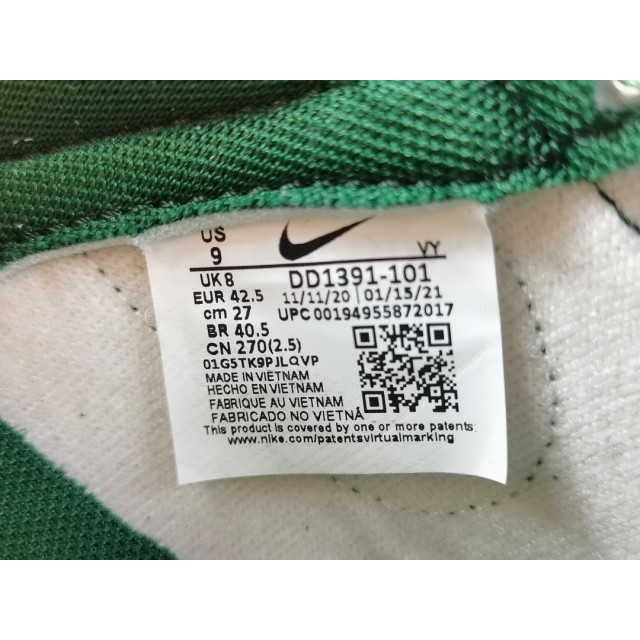 US
9
VY
UK 8
DD1391-101
EUR 42.5
11/11/20 01/15/21
cm 27
UPC 00194955872017
BR 40.5
CN 270(2.5)
01G5TK9PJLQVP
MADE IN VIETNAM
HECHO EN VIETNAM
FABRIQUE AU VIETNAM
FABRICADO NO VIETNÃ
This product is covered by one or more patents
www.nike.com/patentsvirtualmarking